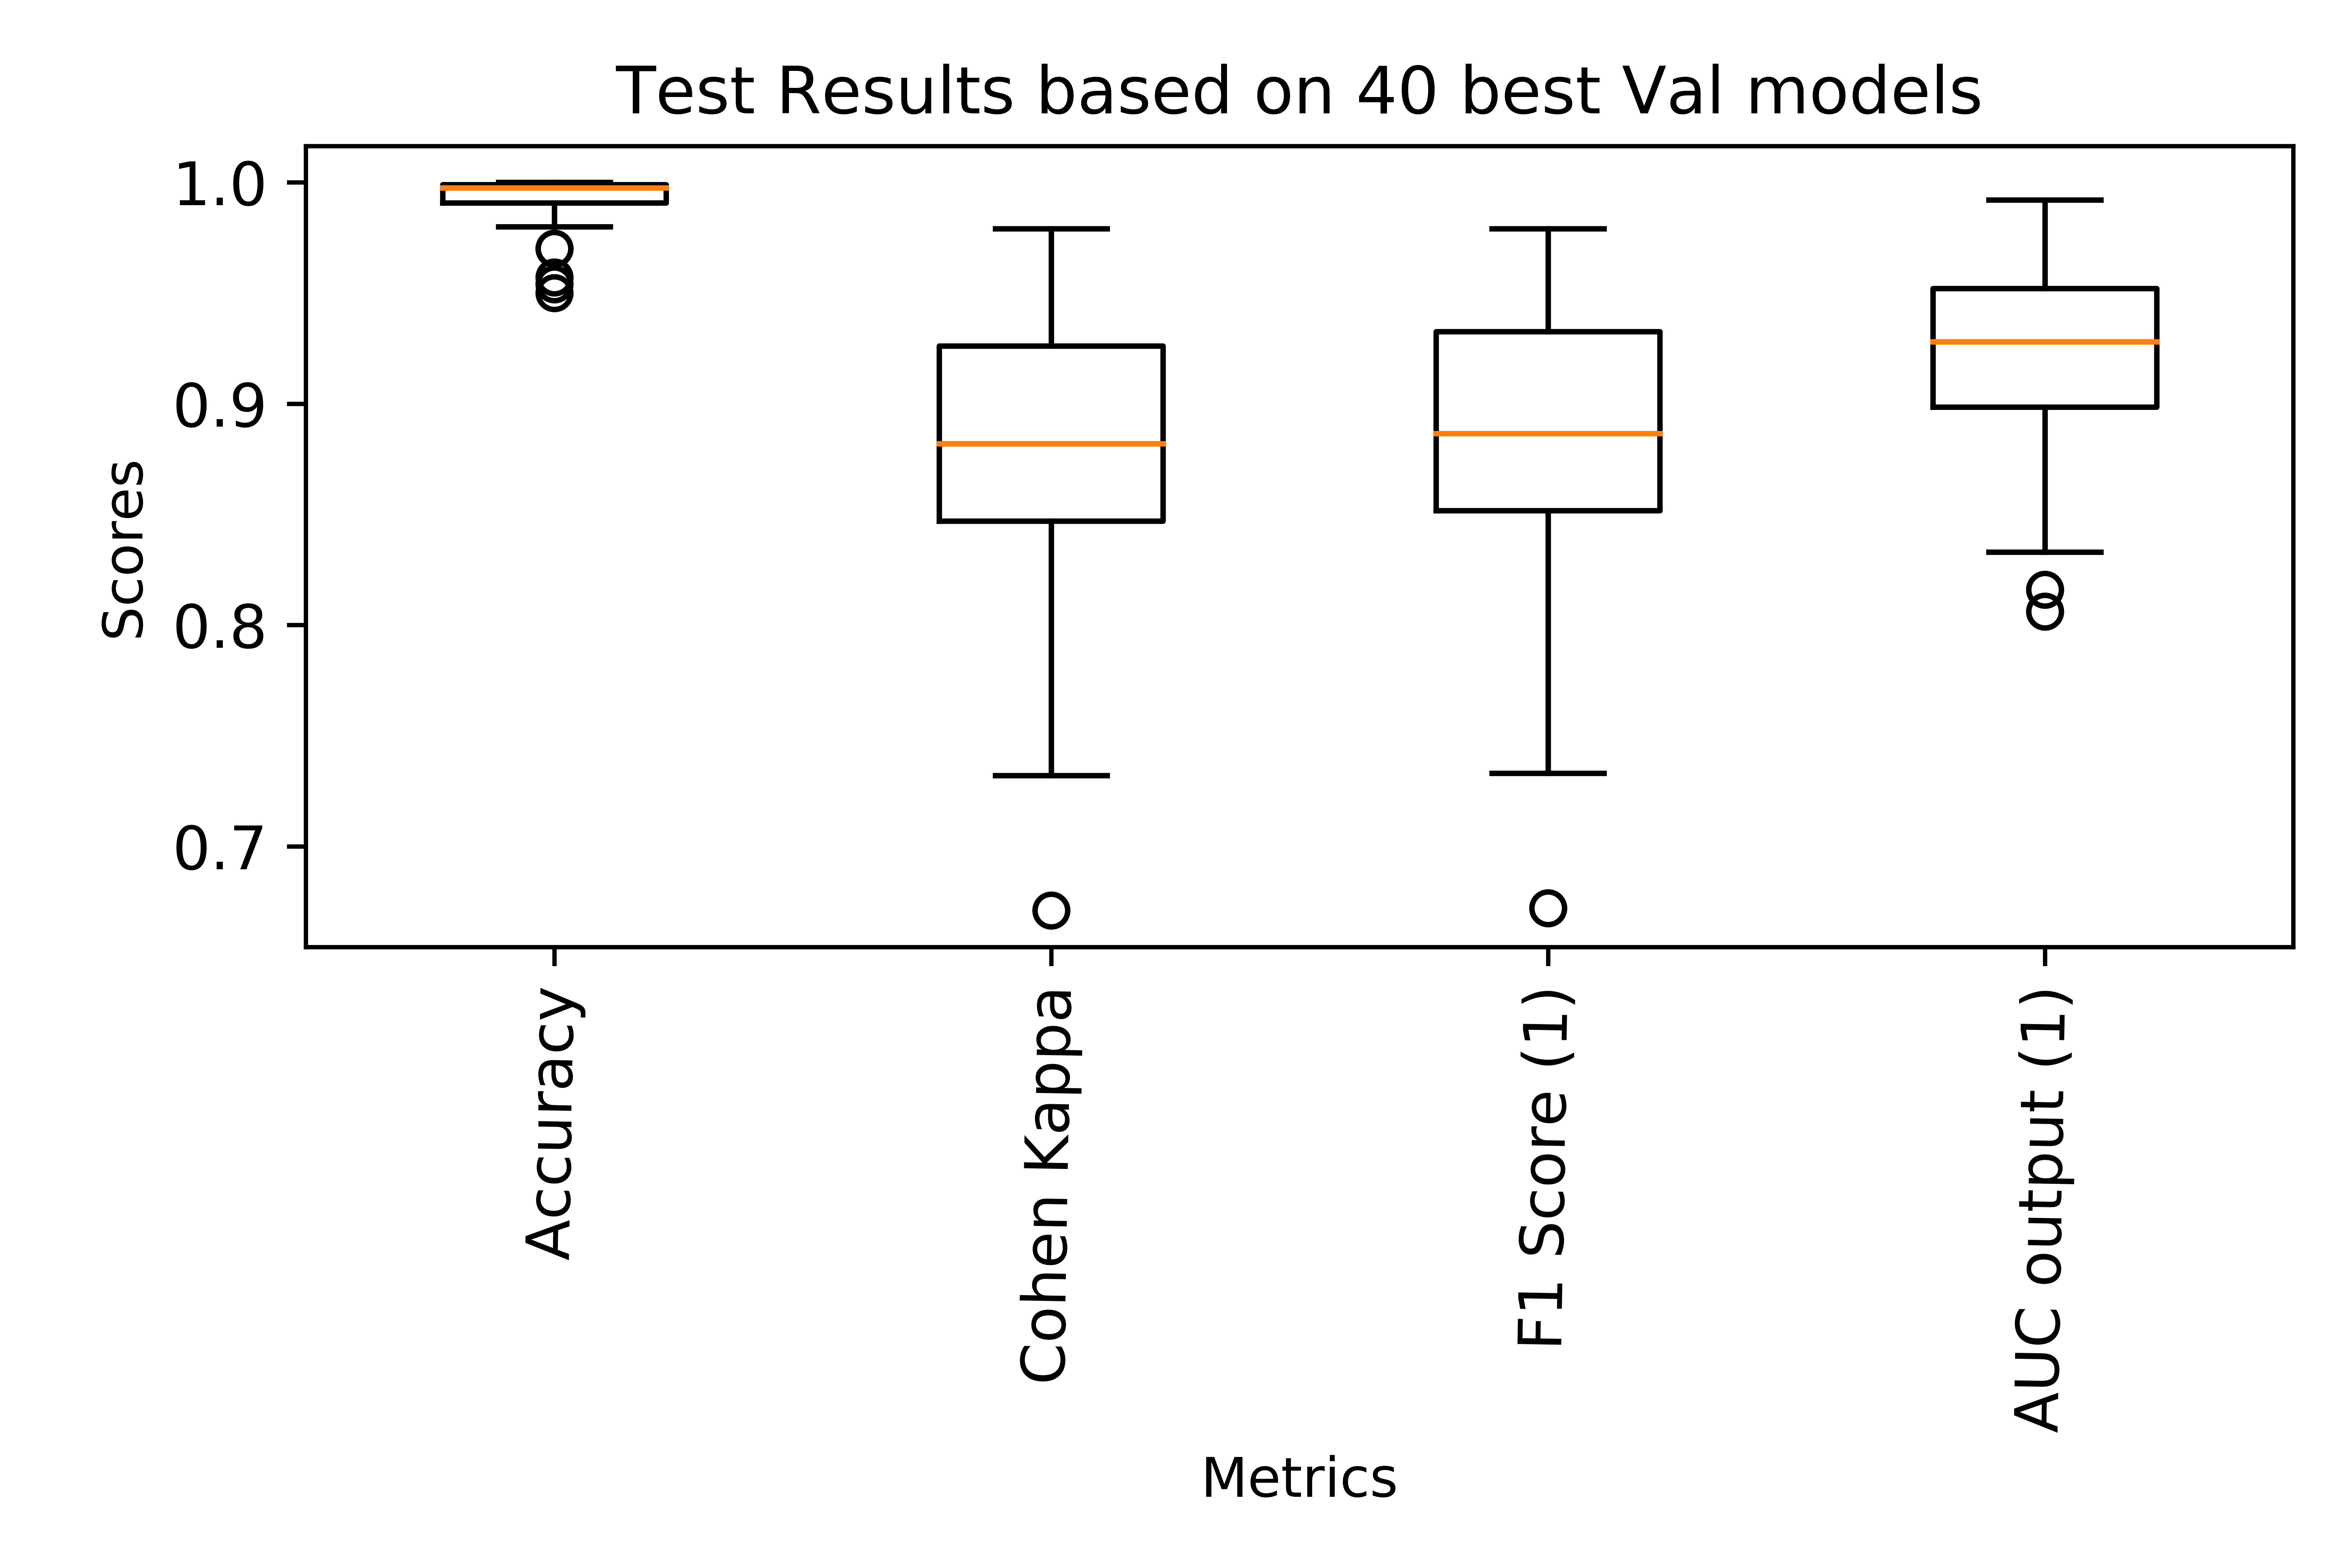 Test Results based on 40 best Val models
1.0
0.9
0.8
0.7
Scores
Accuracy
Cohen Kappa
F1 Score (1)
AUC output (1)
Metrics